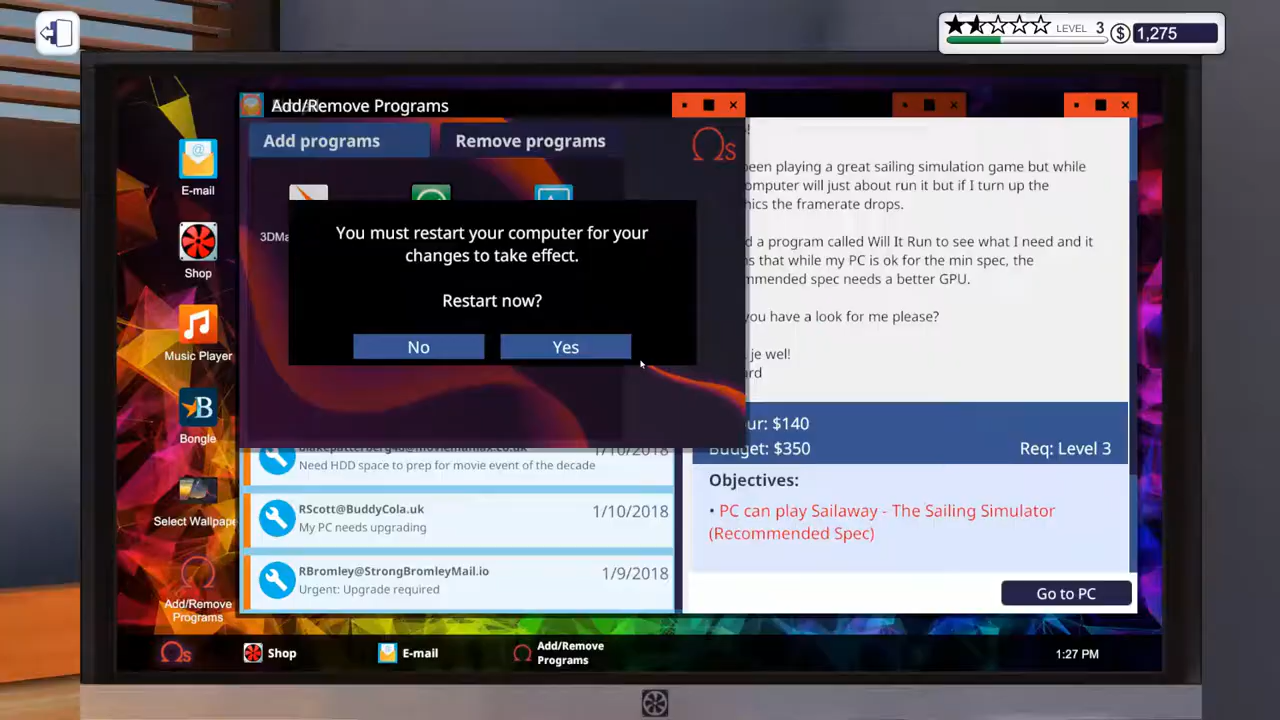 LEVEL 3
$ 1,275
Add/Remove Programs
Add programs
Remove programs
Ωs
E-mail
Shop
Music Player
B
Bongle
Select Wallpape
Add/Remove
Programs
3DMa
You must restart your computer for your
changes to take effect.
Restart now?
No
Yes
been playing a great sailing simulation game but while
omputer will just about run it but if I turn up the
hics the framerate drops.
d a program called Will It Run to see what I need and it
s that while my PC is ok for the min spec, the
mmended spec needs a better GPU.
you have a look for me please?
je wel!
rd
ur: $140
Budget: $350
Req: Level 3
Objectives:
• PC can play Sailaway - The Sailing Simulator
(Recommended Spec)
Go to PC
1/10/2018
Need HDD space to prep for movie event of the decade
RScott@BuddyCola.uk
1/10/2018
My PC needs upgrading
RBromley@StrongBromleyMail.io
1/9/2018
Urgent: Upgrade required
Ωs
Shop
E-mail
Add/Remove
Programs
1:27 PM